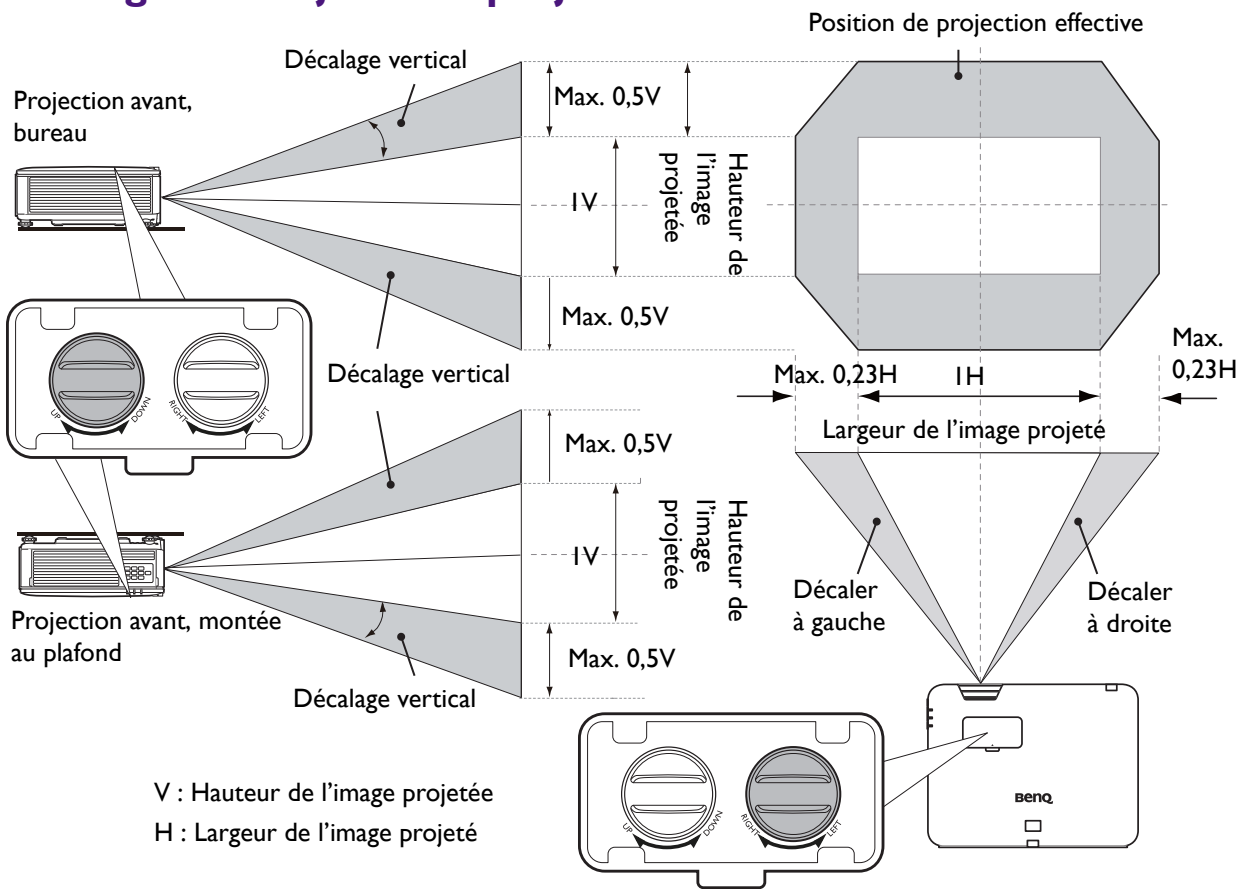 Position de projection effective
Décalage vertical
Projection avant,
bureau
Max. 0,5V
Hauteur de
l'image
projetée
1V
Max. 0,5V
Décalage vertical
UP
DOWN
RIGHT
LEFT
Max. 0,23H
1H
Max.
0,23H
Largeur de l'image projeté
Max. 0,5V
Hauteur de
l'image
projetée
1V
Max. 0,5V
Projection avant, montée
au plafond
Décalage vertical
Décaler
à gauche
Décaler
à droite
UP
DOWN
RIGHT
LEFT
BenQ
V : Hauteur de l'image projetée
H : Largeur de l'image projeté